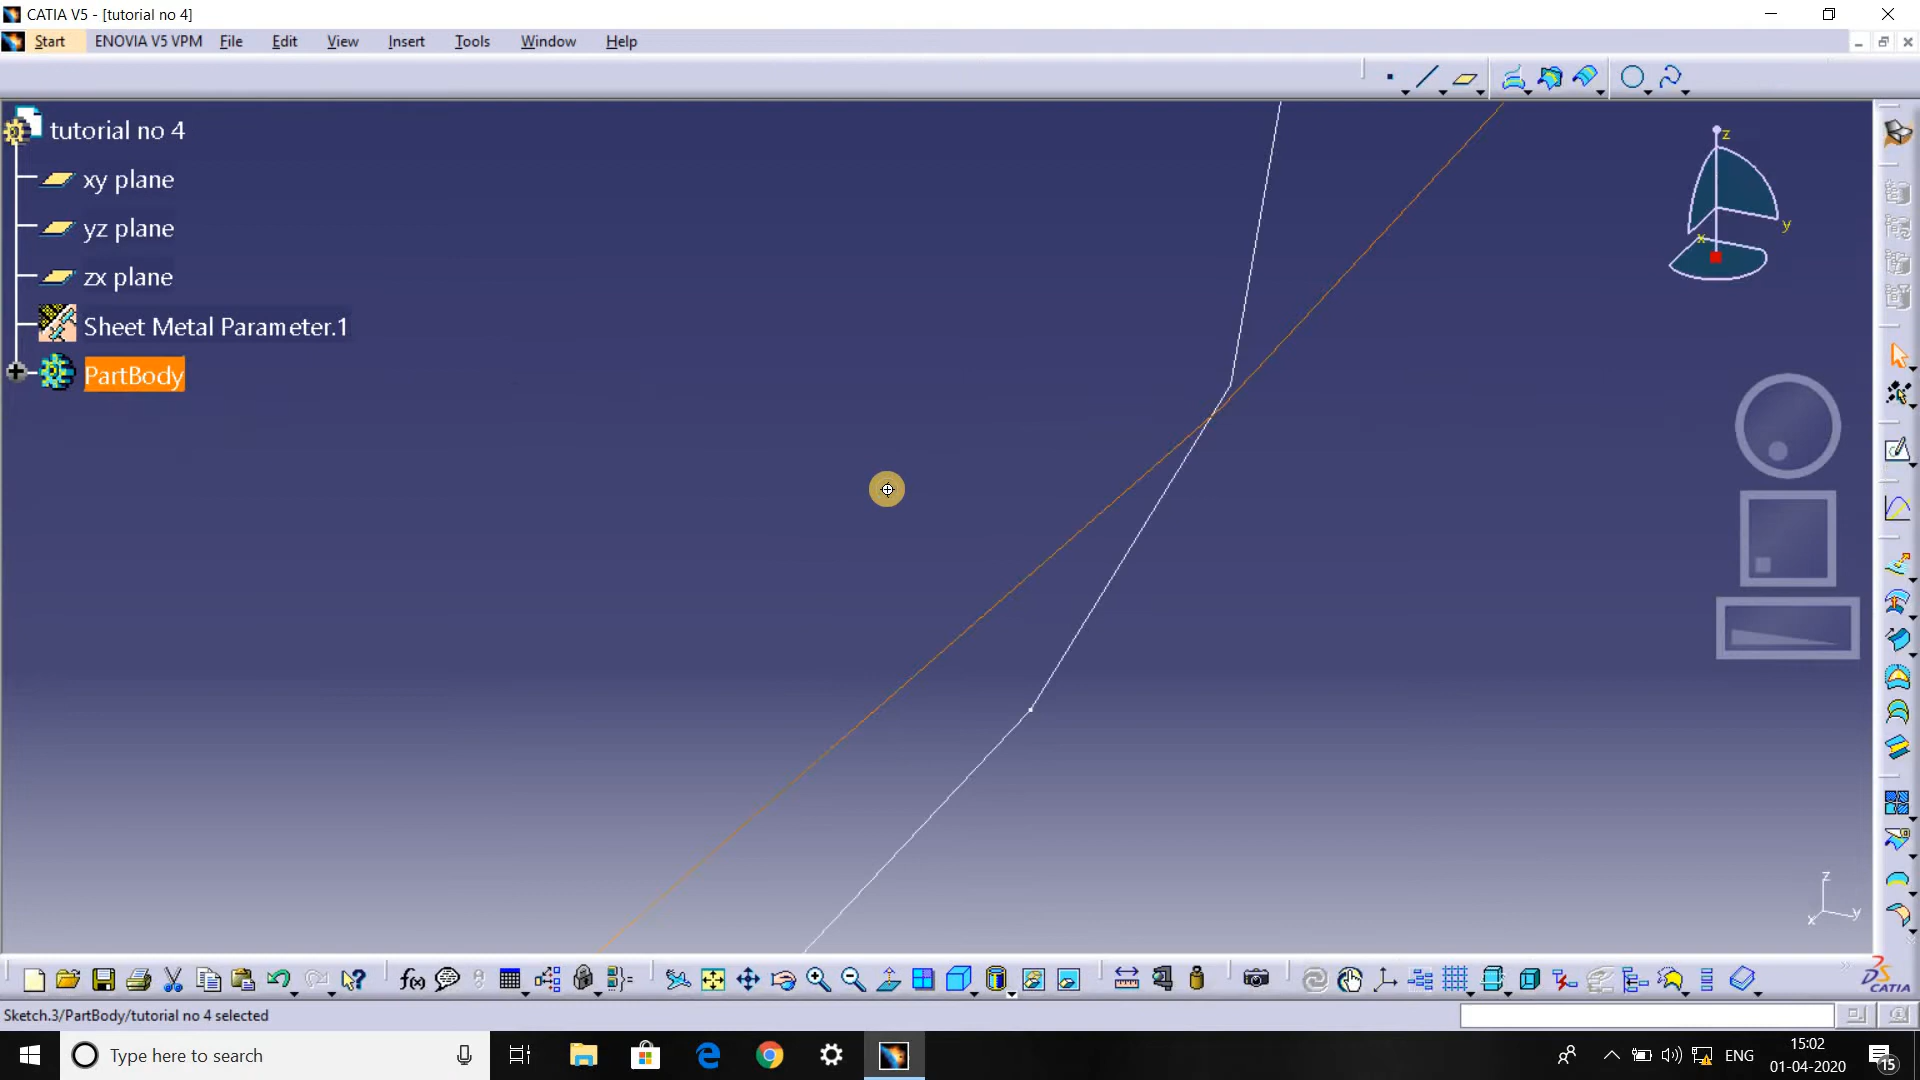 CATIA V5 - [tutorial no 4]
Start ENOVIA V5 VPM File Edit View Insert Tools Window Help
tutorial no 4
xy plane
yz plane
zx plane
Sheet Metal Parameter.1
PartBody
z
y
x
z
y
x
f(x)
CATIA
Sketch.3/PartBody/tutorial no 4 selected
Type here to search
ENG
15:02
01-04-2020
15